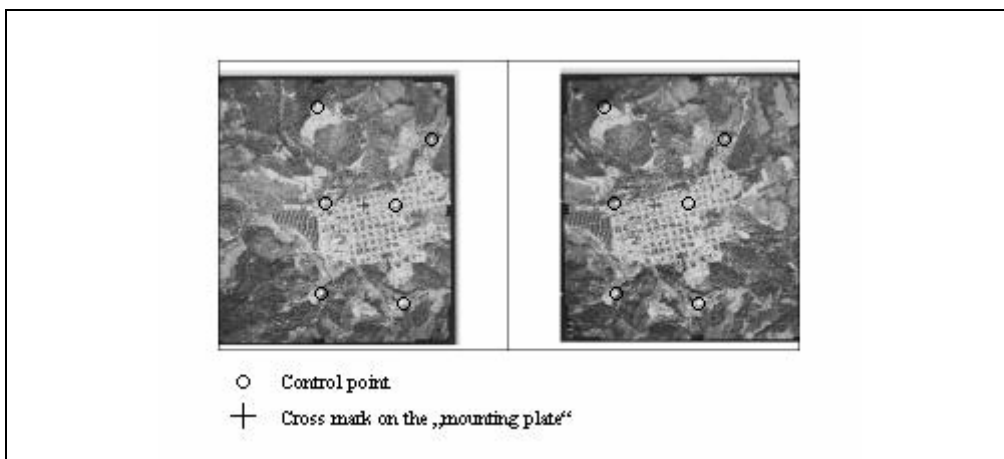 Control point
Cross mark on the „mounting plate“